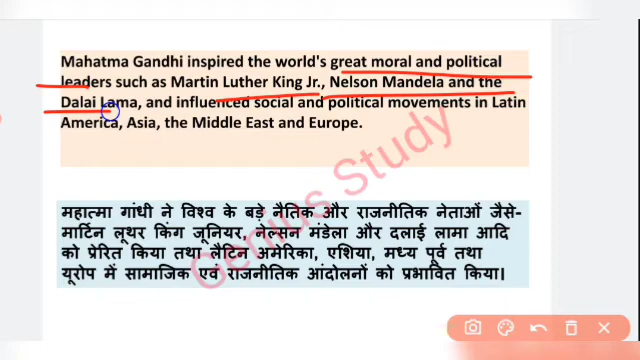 Mahatma Gandhi inspired the world's great moral and political
leaders such as Martin Luther King Jr., Nelson Mandela and the
Dalai Lama, and influenced social and political movements in Latin
America, Asia, the Middle East and Europe.
महात्मा गांधी ने विश्व के बड़े नैतिक और राजनीतिक नेताओं जैसे-
मार्टिन लूथर किंग जूनियर, नेल्सन मंडेला और दलाई लामा आदि
को प्रेरित किया तथा लैटिन अमेरिका, एशिया, मध्य पूर्व तथा
यूरोप में सामाजिक एवं राजनीतिक आंदोलनों को प्रभावित किया।
Genius Study